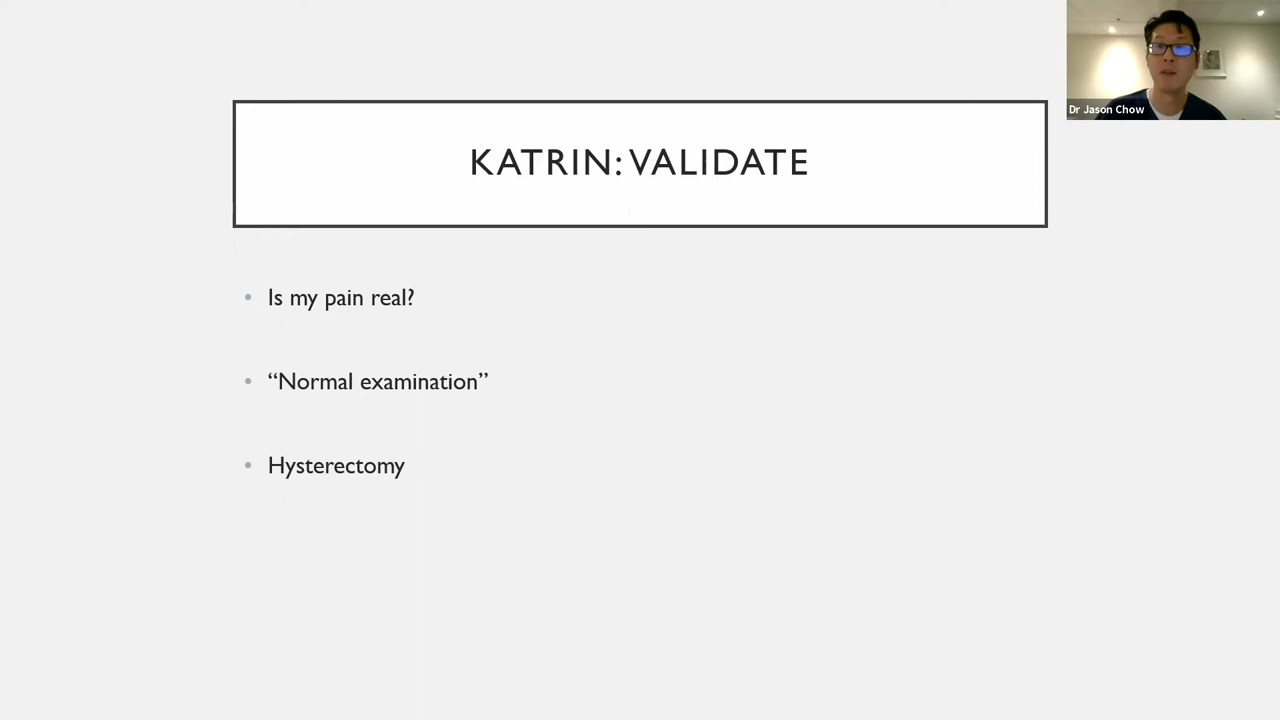 KATRIN: VALIDATE
Dr Jason Chow
• Is my pain real?
• “Normal examination”
• Hysterectomy